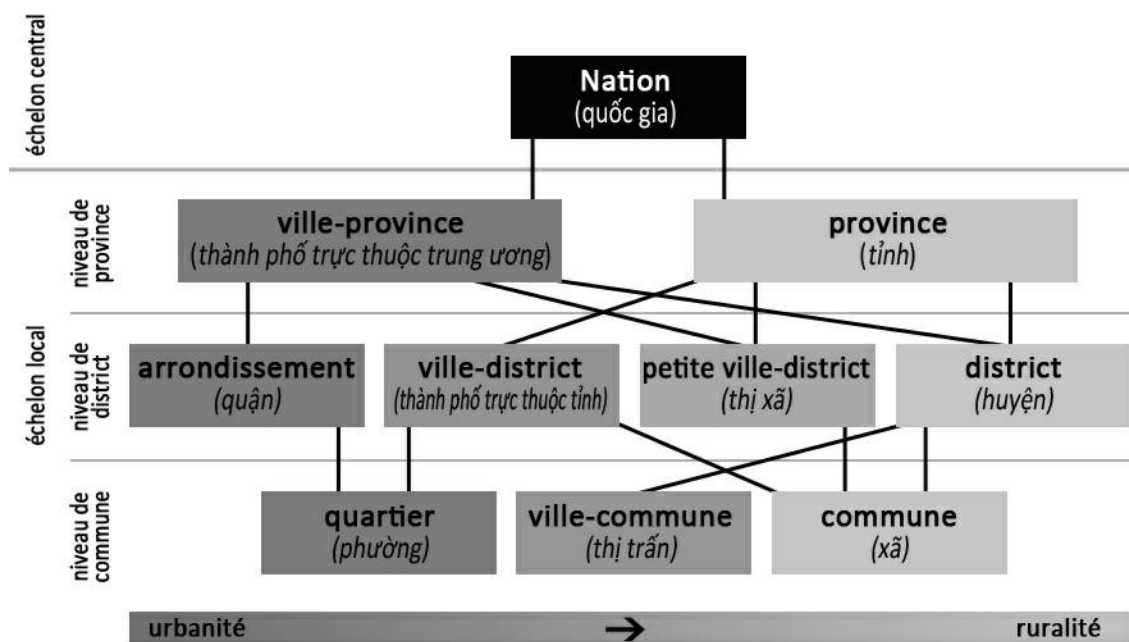 échelon central
Nation
(quốc gia)
échelon local
niveau de
province
ville-province
(thành phố trực thuộc trung ương)
province
(tỉnh)
niveau de
district
arrondissement
(quận)
ville-district
(thành phố trực thuộc tỉnh)
petite ville-district
(thị xã)
district
(huyện)
niveau de
commune
quartier
(phường)
ville-commune
(thị trấn)
commune
(xã)
urbanité
→
ruralité